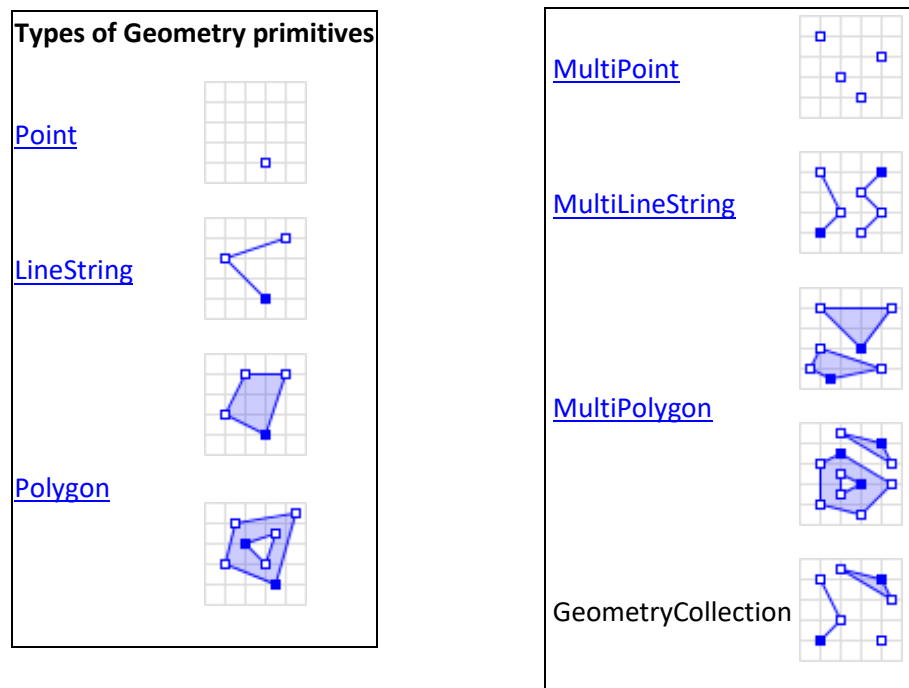 Types of Geometry primitives
Point
LineString
Polygon
MultiPoint
MultiLineString
MultiPolygon
GeometryCollection